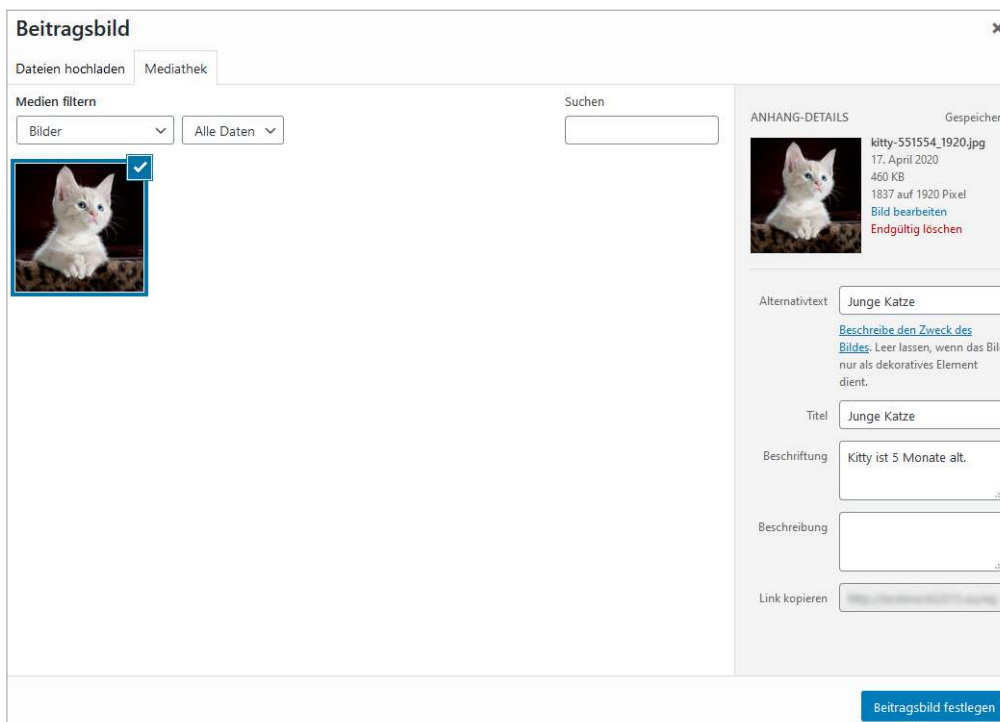 Beitragsbild
Dateien hochladen
Mediathek
Medien filtern
Suchen
Bilder
Alle Daten
ANHANG-DETAILS
Gespeicher
kitty-551554_1920.jpg
17. April 2020
460 KB
1837 auf 1920 Pixel
Bild bearbeiten
Endgültig löschen
Alternativtext
Junge Katze
Beschreibe den Zweck des
Bildes. Leer lassen, wenn das Bil
nur als dekoratives Element
dient.
Titel
Junge Katze
Beschriftung
Kitty ist 5 Monate alt.
Beschreibung
Link kopieren
Beitragsbild festlegen